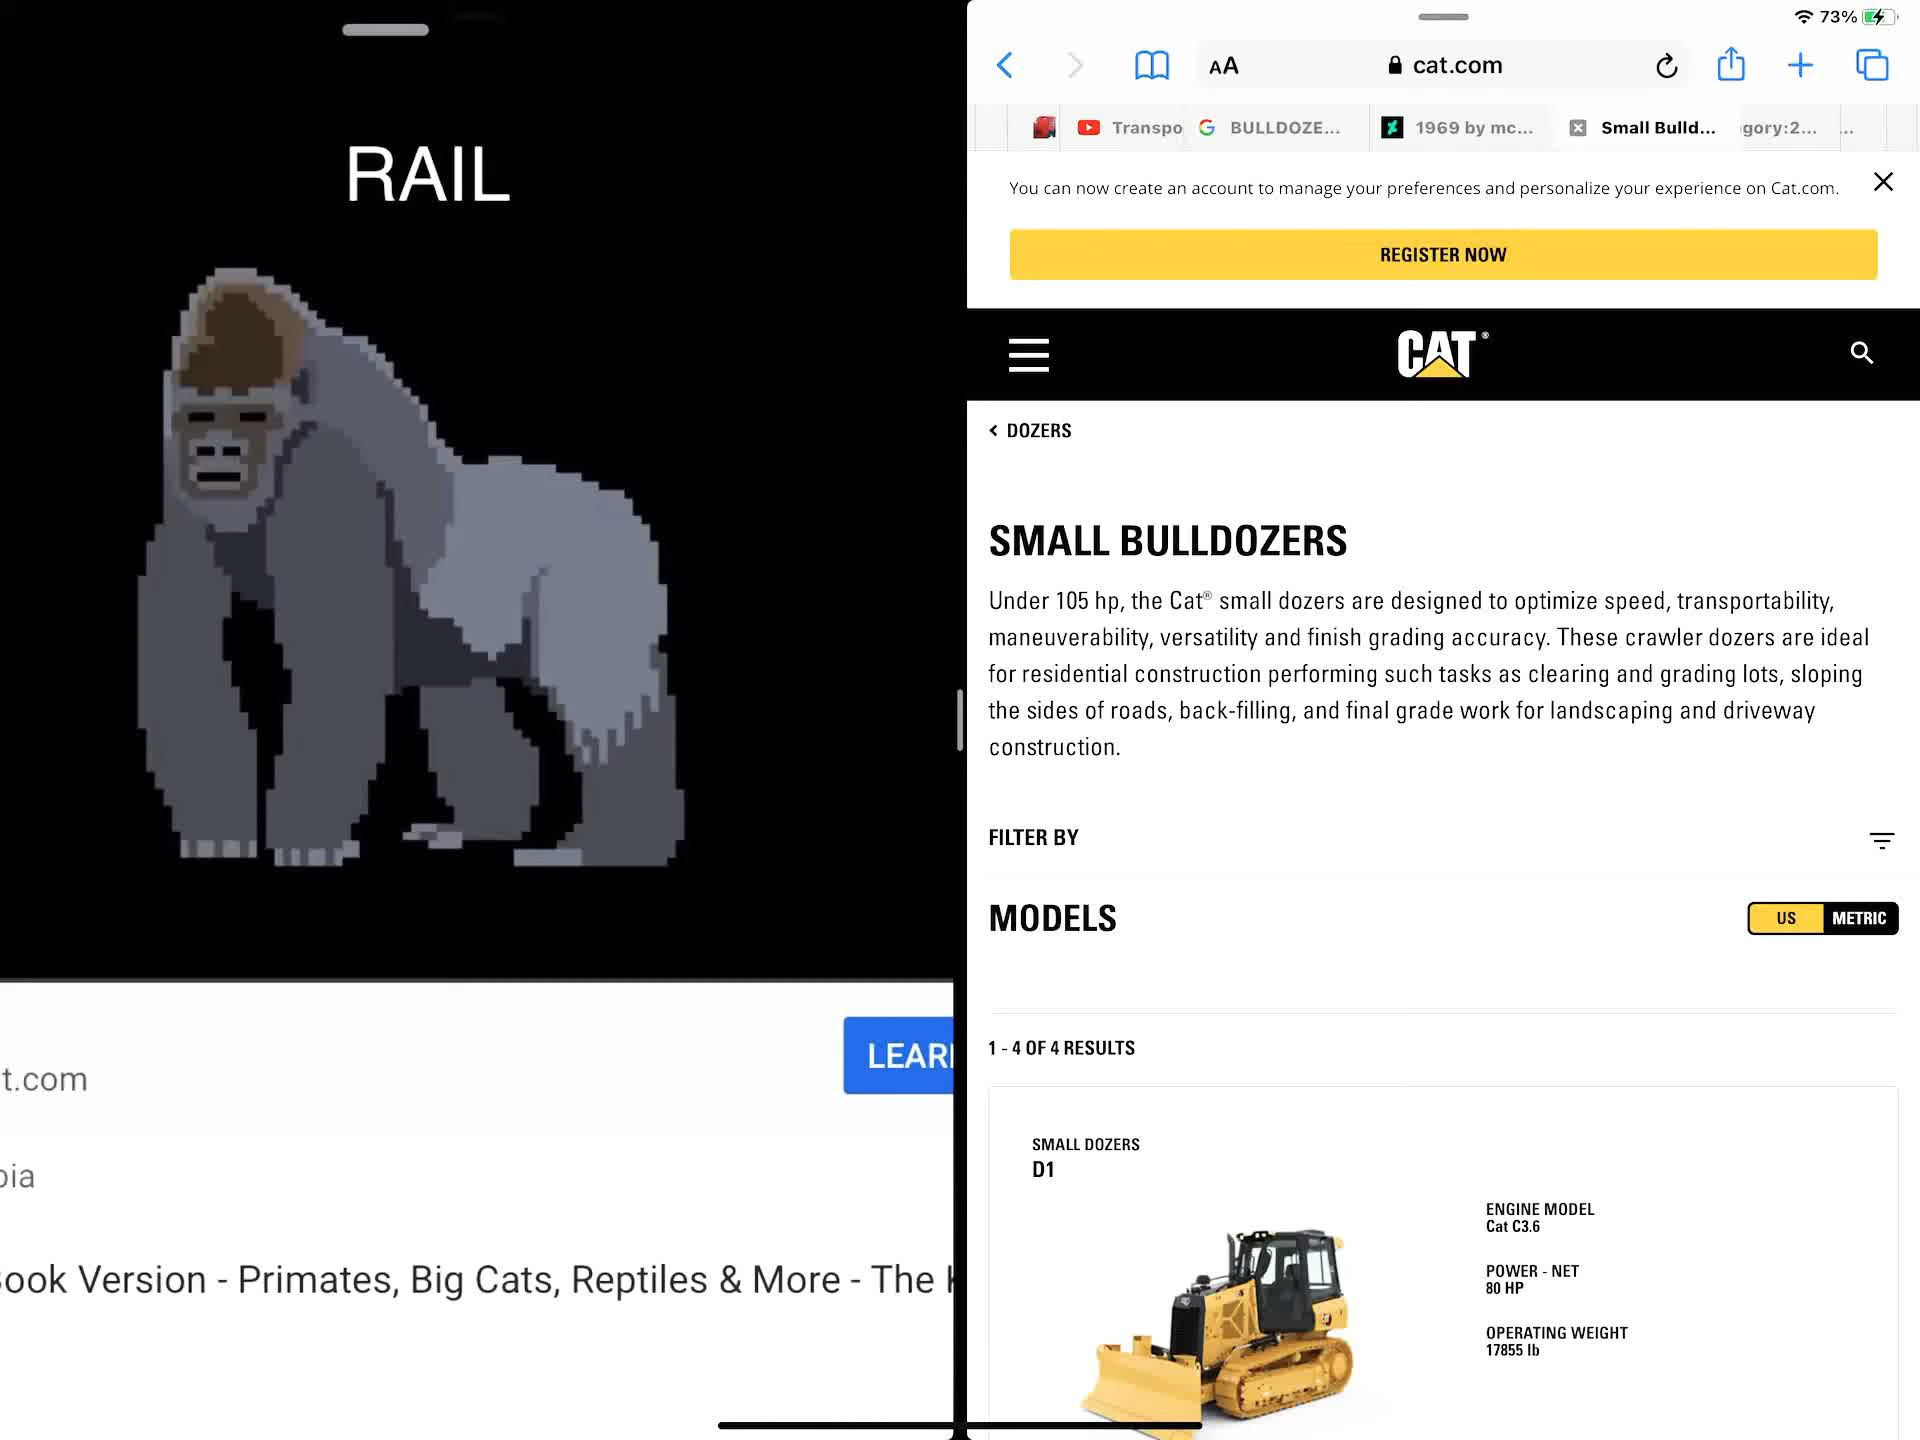 RAIL
t.com
LEAR
Book Version - Primates, Big Cats, Reptiles & More - The
73%
AA
cat.com
Transpo
BULLDOZE...
1969 by mc...
Small Bulld...
gory:2...
...
You can now create an account to manage your preferences and personalize your experience on Cat.com.
REGISTER NOW
CAT®
DOZERS
SMALL BULLDOZERS
Under 105 hp, the Cat® small dozers are designed to optimize speed, transportability,
maneuverability, versatility and finish grading accuracy. These crawler dozers are ideal
for residential construction performing such tasks as clearing and grading lots, sloping
the sides of roads, back-filling, and final grade work for landscaping and driveway
construction.
FILTER BY
MODELS
US METRIC
1 - 4 OF 4 RESULTS
SMALL DOZERS
D1
ENGINE MODEL
Cat C3.6
POWER - NET
80 HP
OPERATING WEIGHT
17855 lb